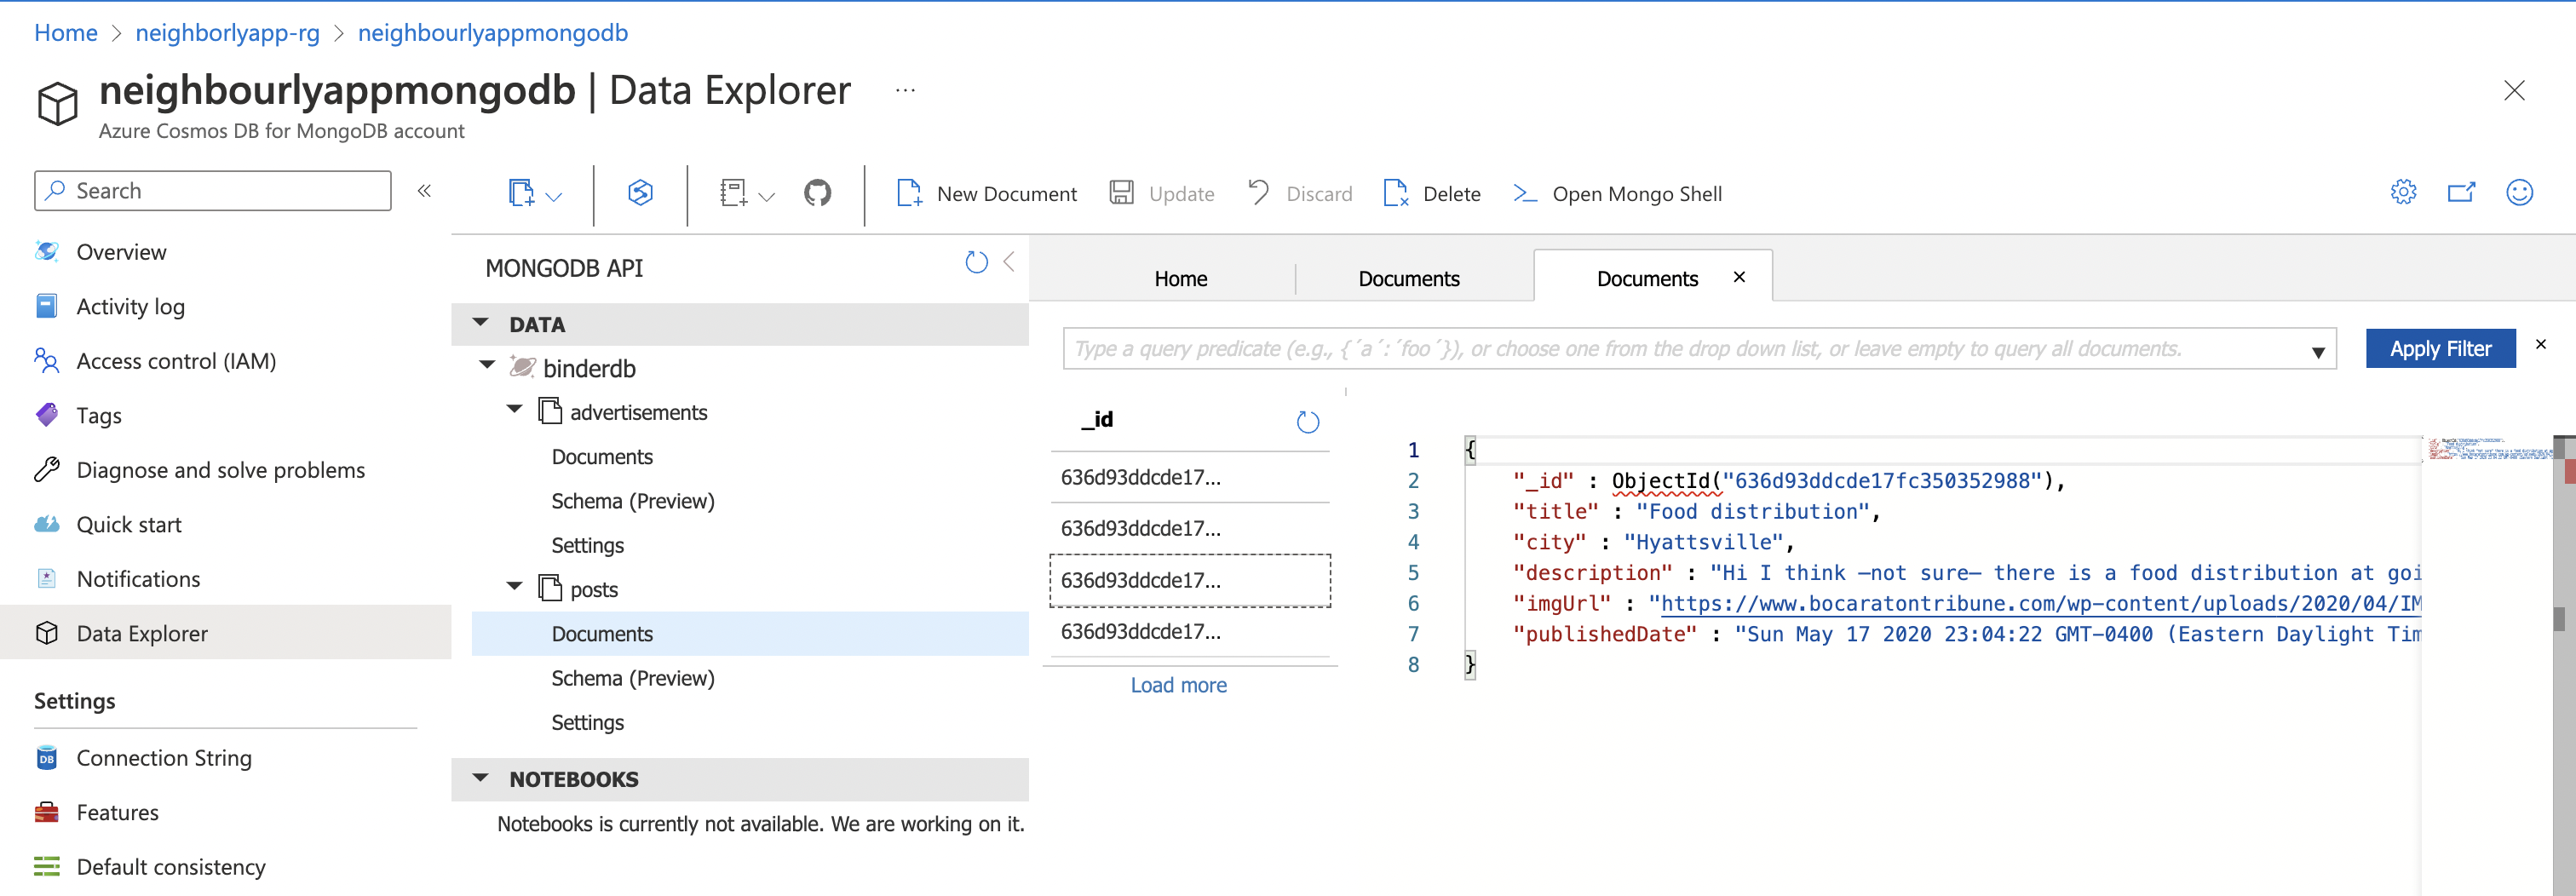 Home > neighborlyapp-rg > neighbourlyappmongodb
neighbourlyappmongodb | Data Explorer ...
Azure Cosmos DB for MongoDB account
Search «
New Document Update Discard Delete Open Mongo Shell
Overview
Activity log
Access control (IAM)
Tags
Diagnose and solve problems
Quick start
Notifications
Data Explorer
Settings
Connection String
DB
Features
Default consistency
MONGODB API
DATA
binderdb
advertisements
Documents
Schema (Preview)
Settings
posts
Documents
Schema (Preview)
Settings
NOTEBOOKS
Notebooks is currently not available. We are working on it.
Home Documents Documents
Type a query predicate (e.g., {´a´:´foo´}), or choose one from the drop down list, or leave empty to query all documents.
Apply Filter
_id
636d93ddcde17...
636d93ddcde17...
636d93ddcde17...
636d93ddcde17...
Load more
1 {
2 "_id" : ObjectId("636d93ddcde17fc350352988"),
3 "title" : "Food distribution",
4 "city" : "Hyattsville",
5 "description" : "Hi I think –not sure– there is a food distribution at goi
6 "imgUrl" : "https://www.bocaratontribune.com/wp-content/uploads/2020/04/IM
7 "publishedDate" : "Sun May 17 2020 23:04:22 GMT-0400 (Eastern Daylight Tim
8 }